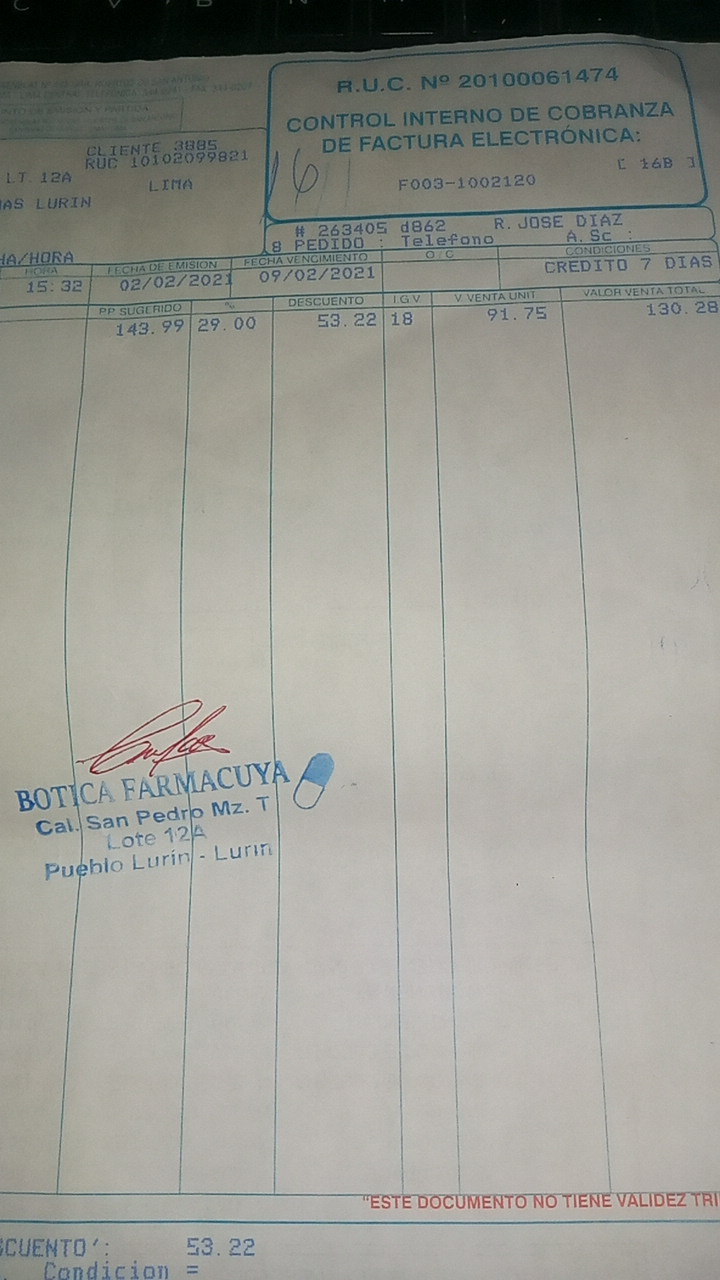 R.U.C. Nº 20100061474
CONTROL INTERNO DE COBRANZA
DE FACTURA ELECTRÓNICA:
[ 16B ]
F003-1002120
CLIENTE 3885
RUC 10102099821
LT. 12A LIMA
AS LURIN
# 263405 d862 R. JOSE DIAZ
8 PEDIDO : Telefono A. Sc :
HA/HORA
HORA FECHA DE EMISION FECHA VENCIMIENTO O / C CONDICIONES
15:32 02/02/2021 09/02/2021 CREDITO 7 DIAS
PP SUGERIDO % DESCUENTO I.G.V V VENTA UNIT VALOR VENTA TOTAL
143.99 29.00 53.22 18 91.75 130.28
BOTICA FARMACUYA
Cal. San Pedro Mz. T
Lote 12A
Pueblo Lurín - Lurin
"ESTE DOCUMENTO NO TIENE VALIDEZ TRI
SCUENTO': 53.22
Condicion =